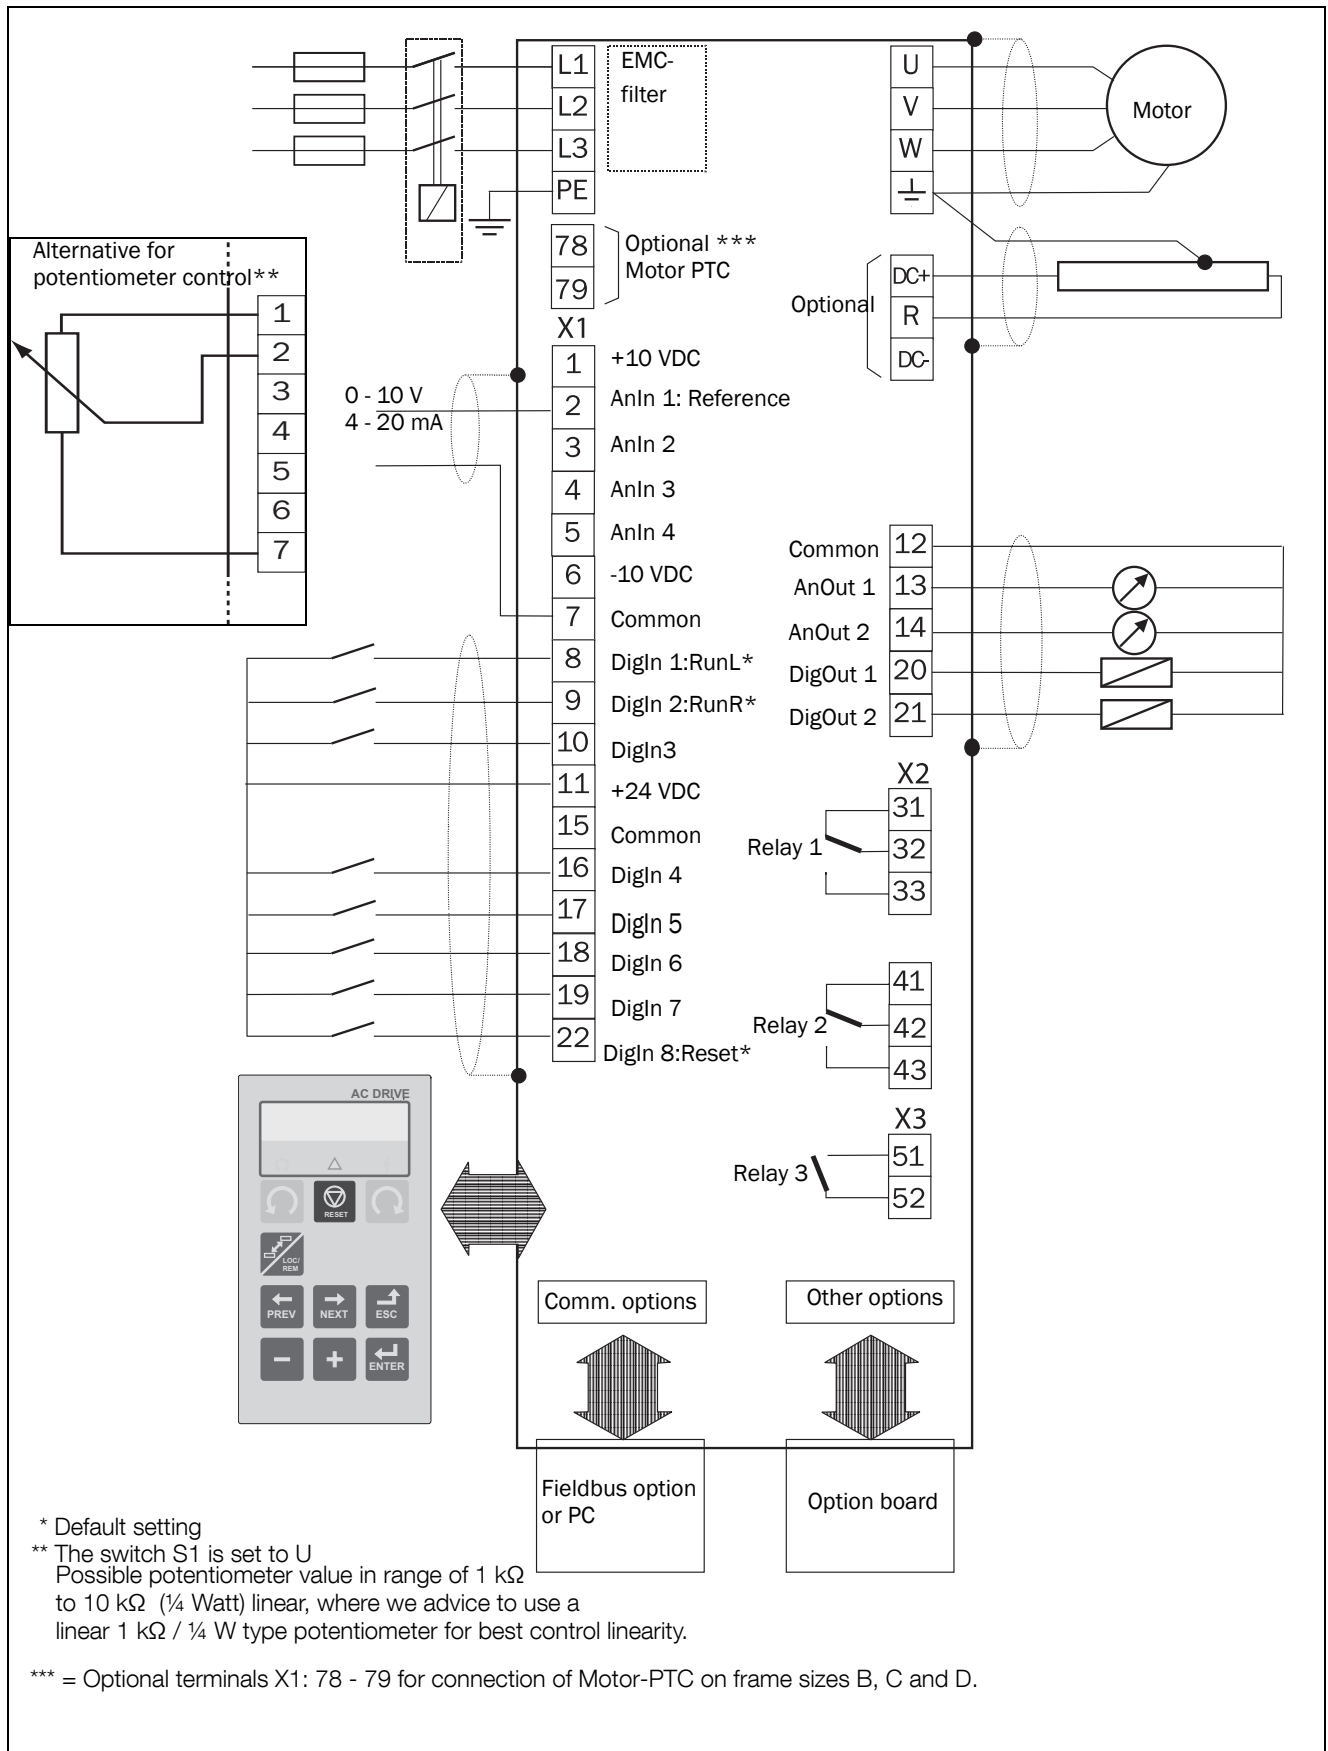 L1
L2
L3
PE
EMC-
filter
U
V
W
Motor
78
79
Optional ***
Motor PTC
Optional
DC+
R
DC-
Alternative for
potentiometer control**
1
2
3
4
5
6
7
X1
0 - 10 V
4 - 20 mA
1 +10 VDC
2 AnIn 1: Reference
3 AnIn 2
4 AnIn 3
5 AnIn 4
6 -10 VDC
7 Common
8 DigIn 1:RunL*
9 DigIn 2:RunR*
10 DigIn3
11 +24 VDC
15 Common
16 DigIn 4
17 DigIn 5
18 DigIn 6
19 DigIn 7
22 DigIn 8:Reset*
Common 12
AnOut 1 13
AnOut 2 14
DigOut 1 20
DigOut 2 21
X2
31
Relay 1 32
33
41
Relay 2 42
43
X3
51
Relay 3
52
AC DRIVE
RESET
LOC/
REM
PREV
NEXT
ESC
-
+
ENTER
Comm. options
Other options
Fieldbus option
or PC
Option board
* Default setting
** The switch S1 is set to U
Possible potentiometer value in range of 1 kΩ
to 10 kΩ (¼ Watt) linear, where we advice to use a
linear 1 kΩ / ¼ W type potentiometer for best control linearity.
*** = Optional terminals X1: 78 - 79 for connection of Motor-PTC on frame sizes B, C and D.